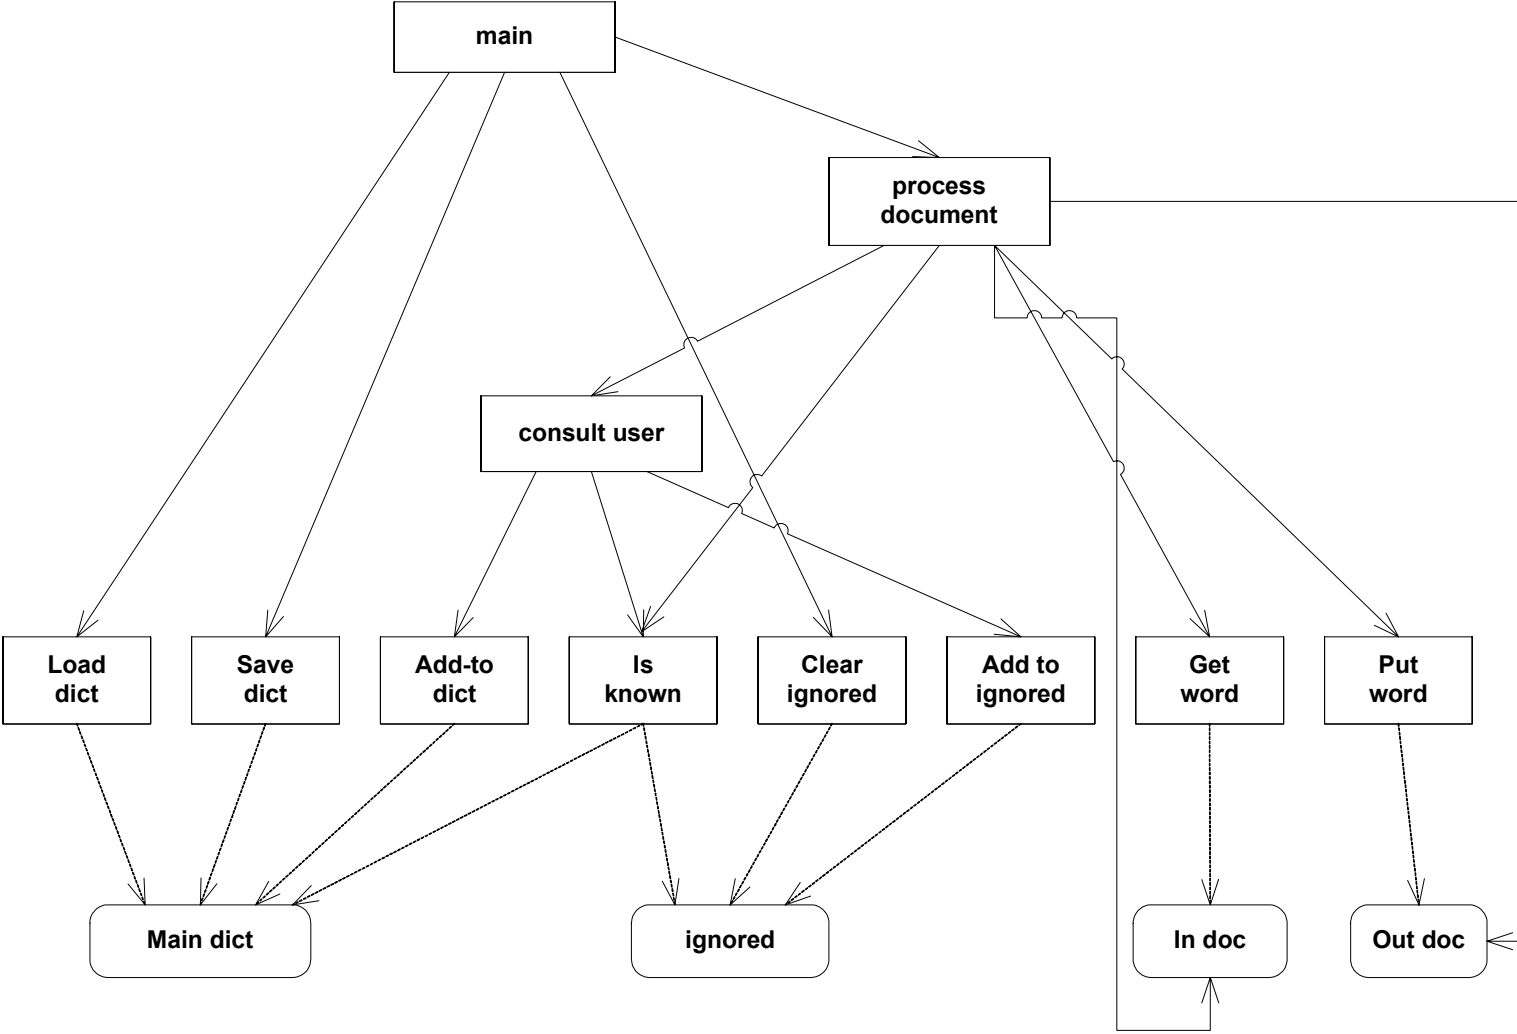 main
process
document
consult user
Load
dict
Save
dict
Add-to
dict
Is
known
Clear
ignored
Add to
ignored
Get
word
Put
word
Main dict
ignored
In doc
Out doc